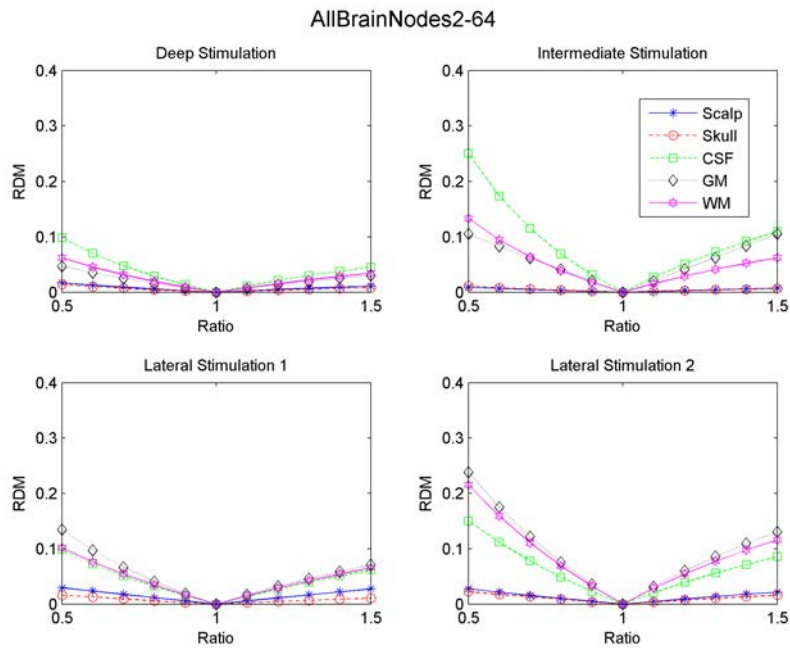 AllBrainNodes2-64
Deep Stimulation
0.4
0.3
0.2
0.1
0
RDM
0.5
1
1.5
Ratio
Intermediate Stimulation
0.4
0.3
0.2
0.1
0
RDM
0.5
1
1.5
Ratio
Scalp
Skull
CSF
GM
WM
Lateral Stimulation 1
0.4
0.3
0.2
0.1
0
RDM
0.5
1
1.5
Ratio
Lateral Stimulation 2
0.4
0.3
0.2
0.1
0
RDM
0.5
1
1.5
Ratio